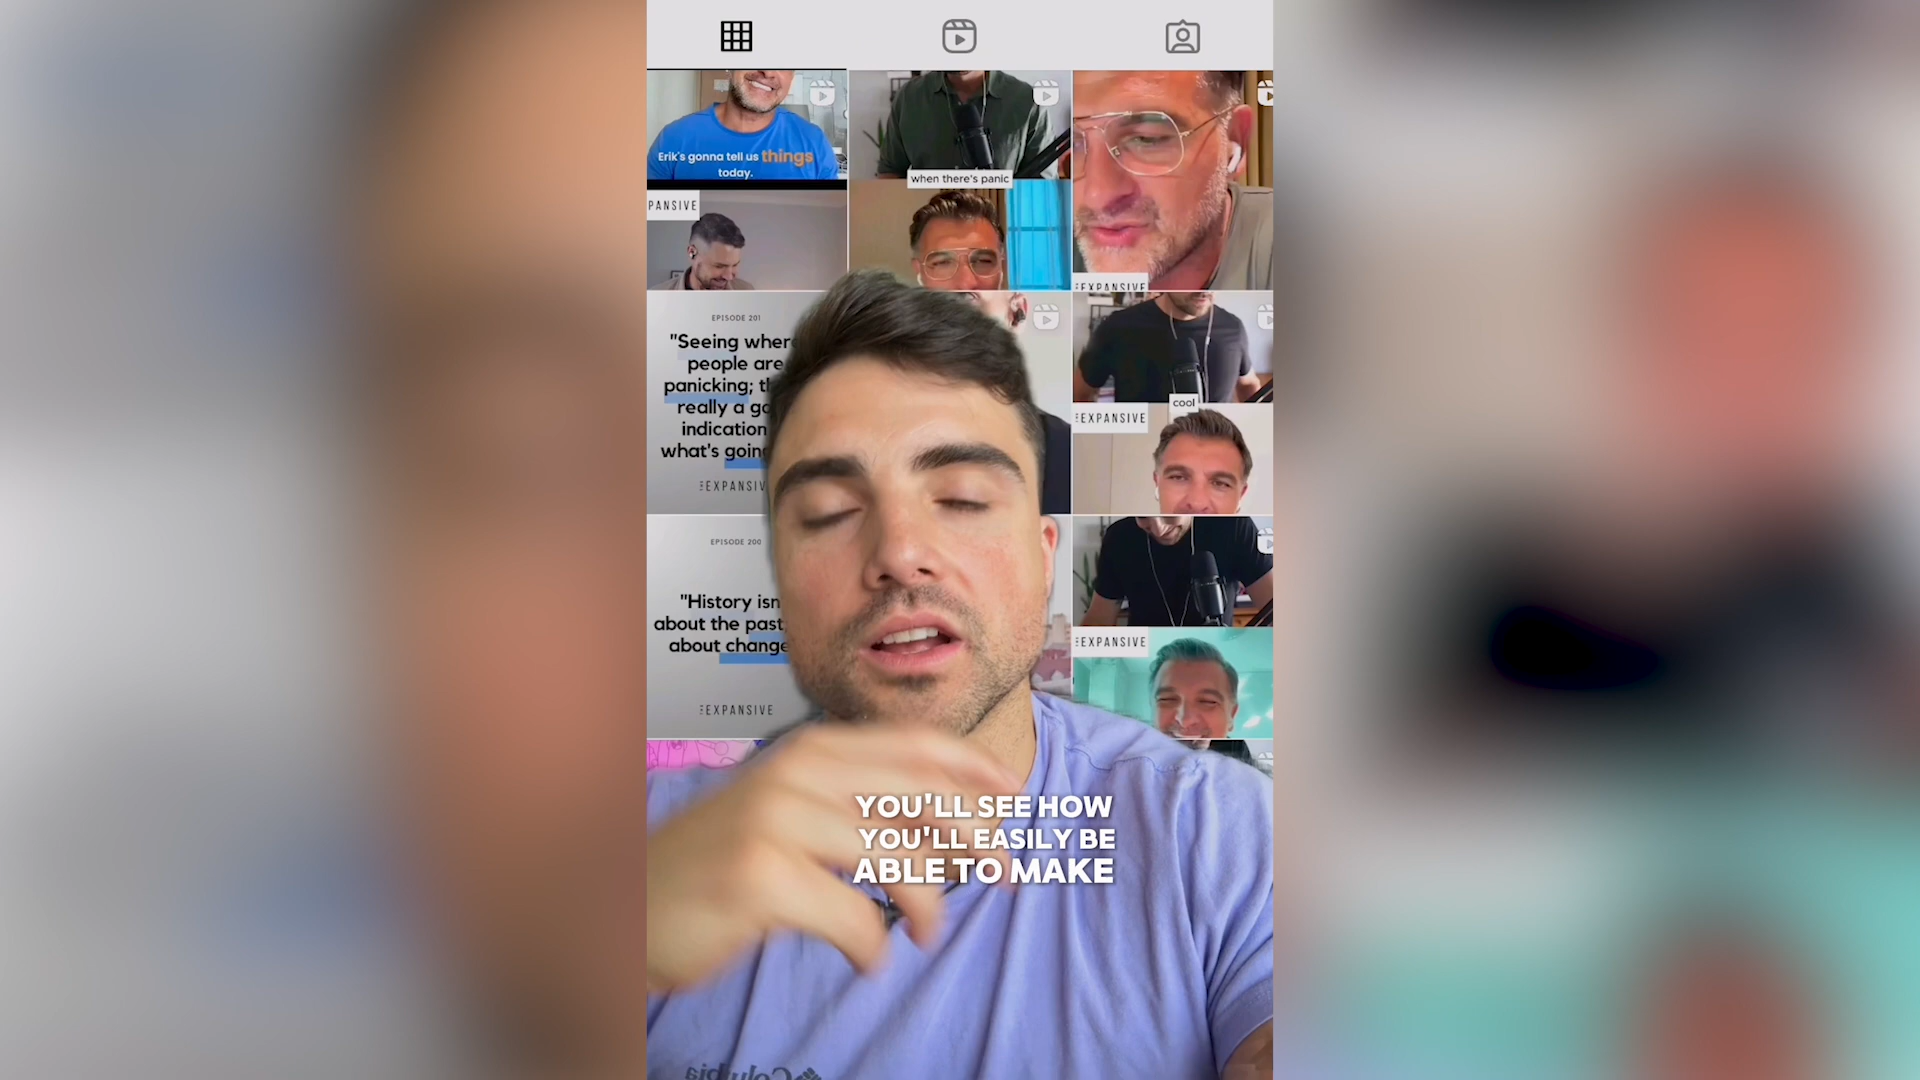 Erik's gonna tell us things
today.
PANSIVE
when there's panic
EXPANSIVE
EPISODE 201
"Seeing where
people are
panicking;
really a
indication
what's
EXPANSIV
cool
EXPANSIVE
EPISODE 200
"History isn
about the past
about change
EXPANSIVE
EXPANSIVE
YOU'LL SEE HOW
YOU'LL EASILY BE
ABLE TO MAKE
Columbia